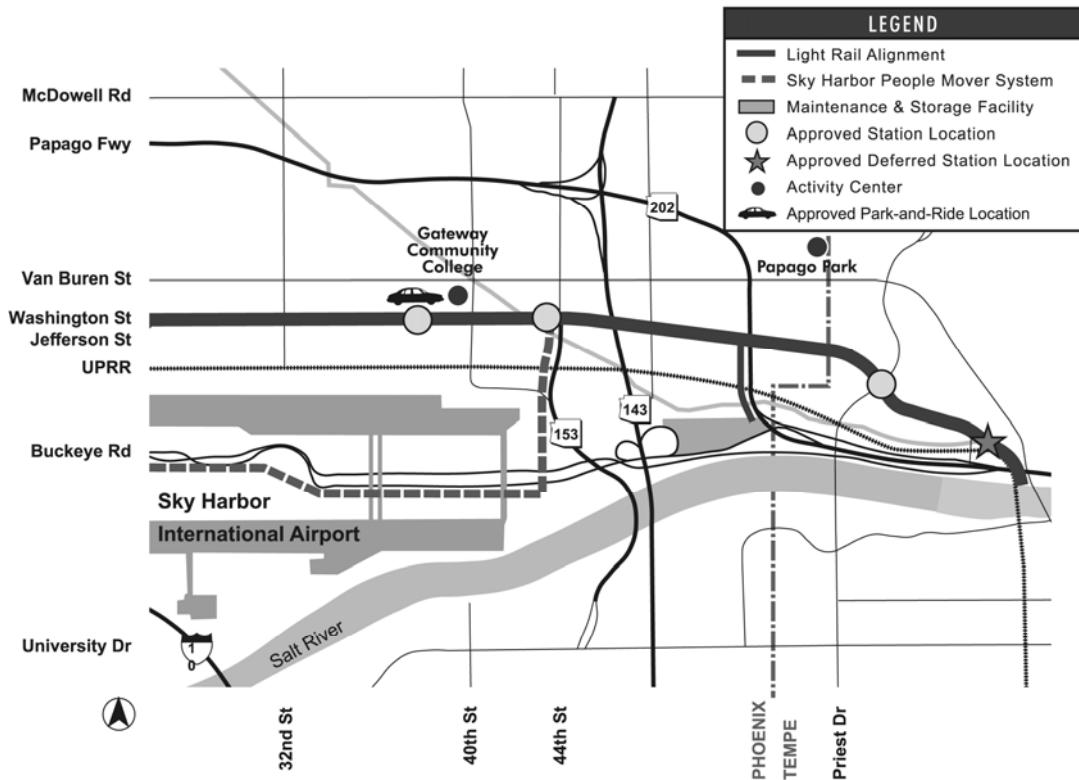 LEGEND
Light Rail Alignment
Sky Harbor People Mover System
Maintenance & Storage Facility
Approved Station Location
Approved Deferred Station Location
Activity Center
Approved Park-and-Ride Location
McDowell Rd
Papago Fwy
202
Gateway
Community
College
Papago Park
Van Buren St
Washington St
Jefferson St
UPRR
143
153
Buckeye Rd
Sky Harbor
International Airport
Salt River
University Dr
1
0
32nd St
40th St
44th St
PHOENIX
TEMPE
Priest Dr